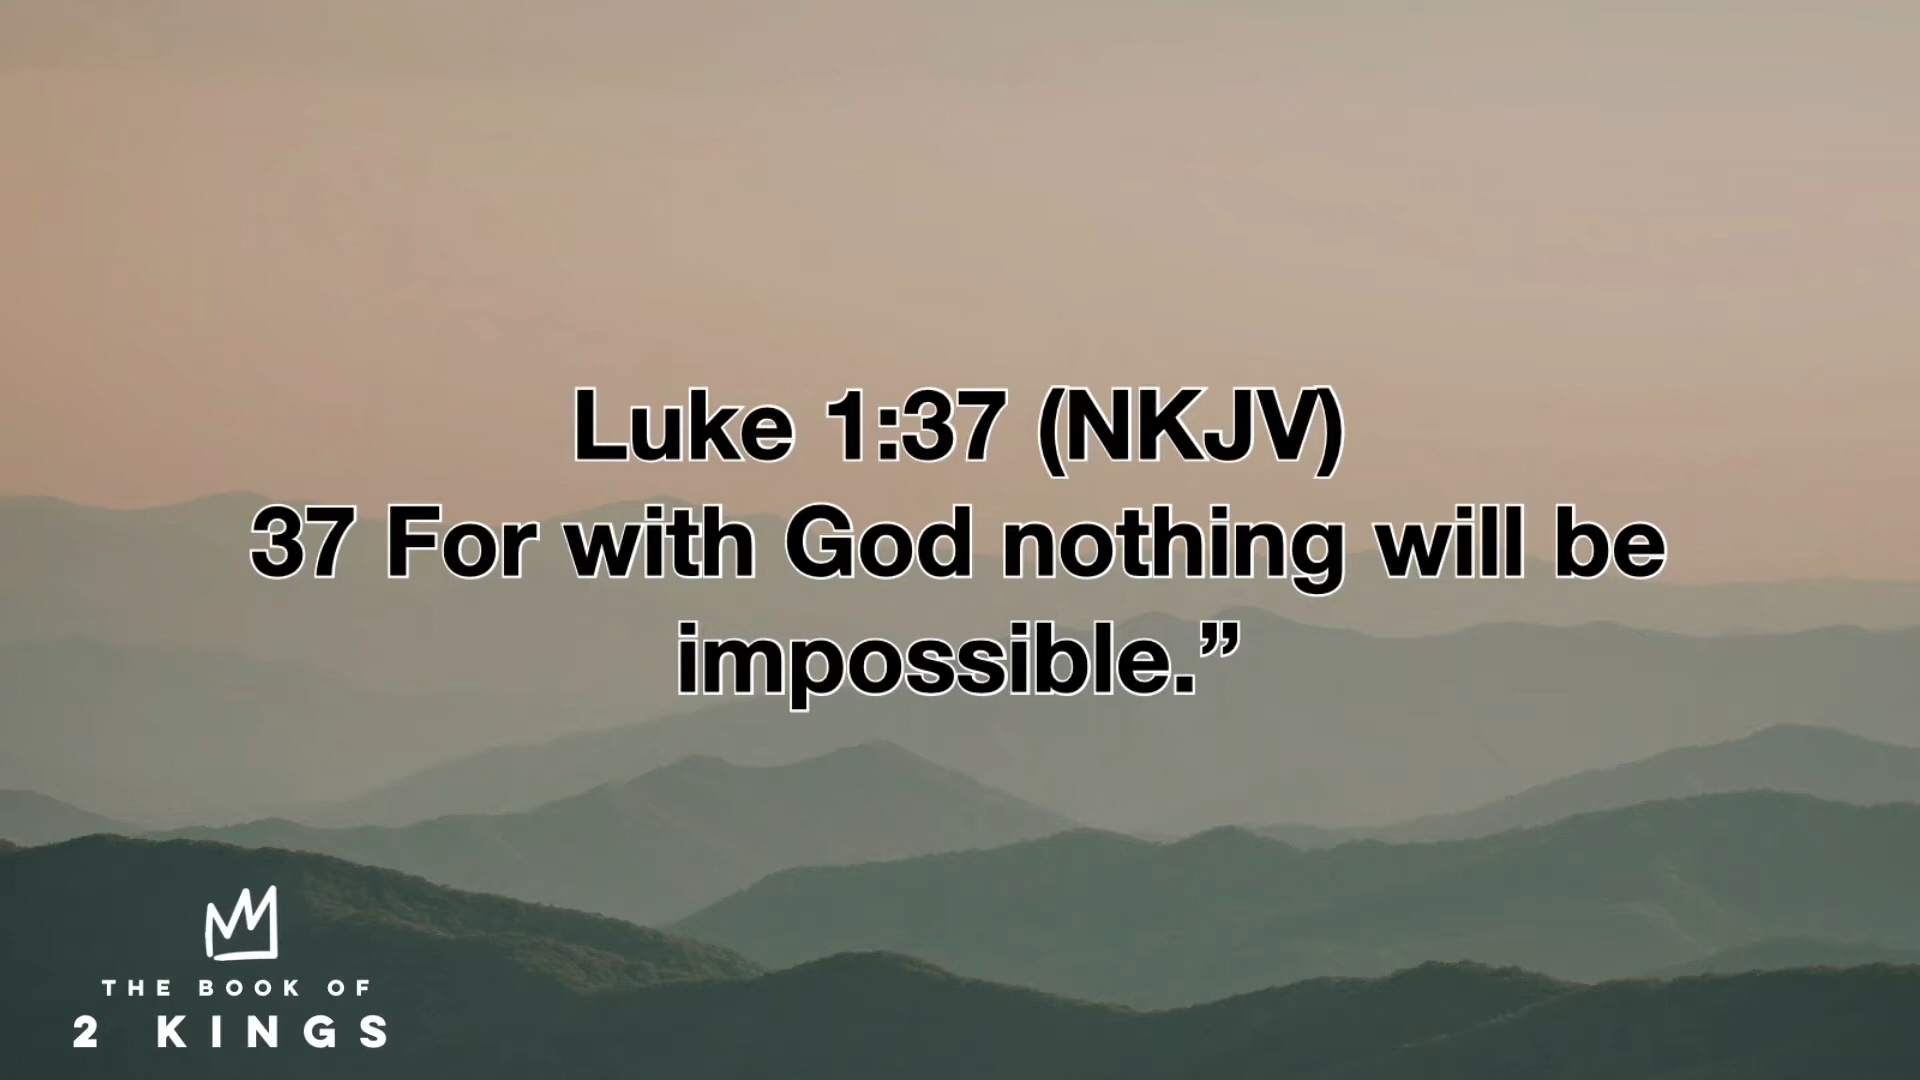 Luke 1:37 (NKJV)
37 For with God nothing will be
impossible.”
THE BOOK OF
2 KINGS